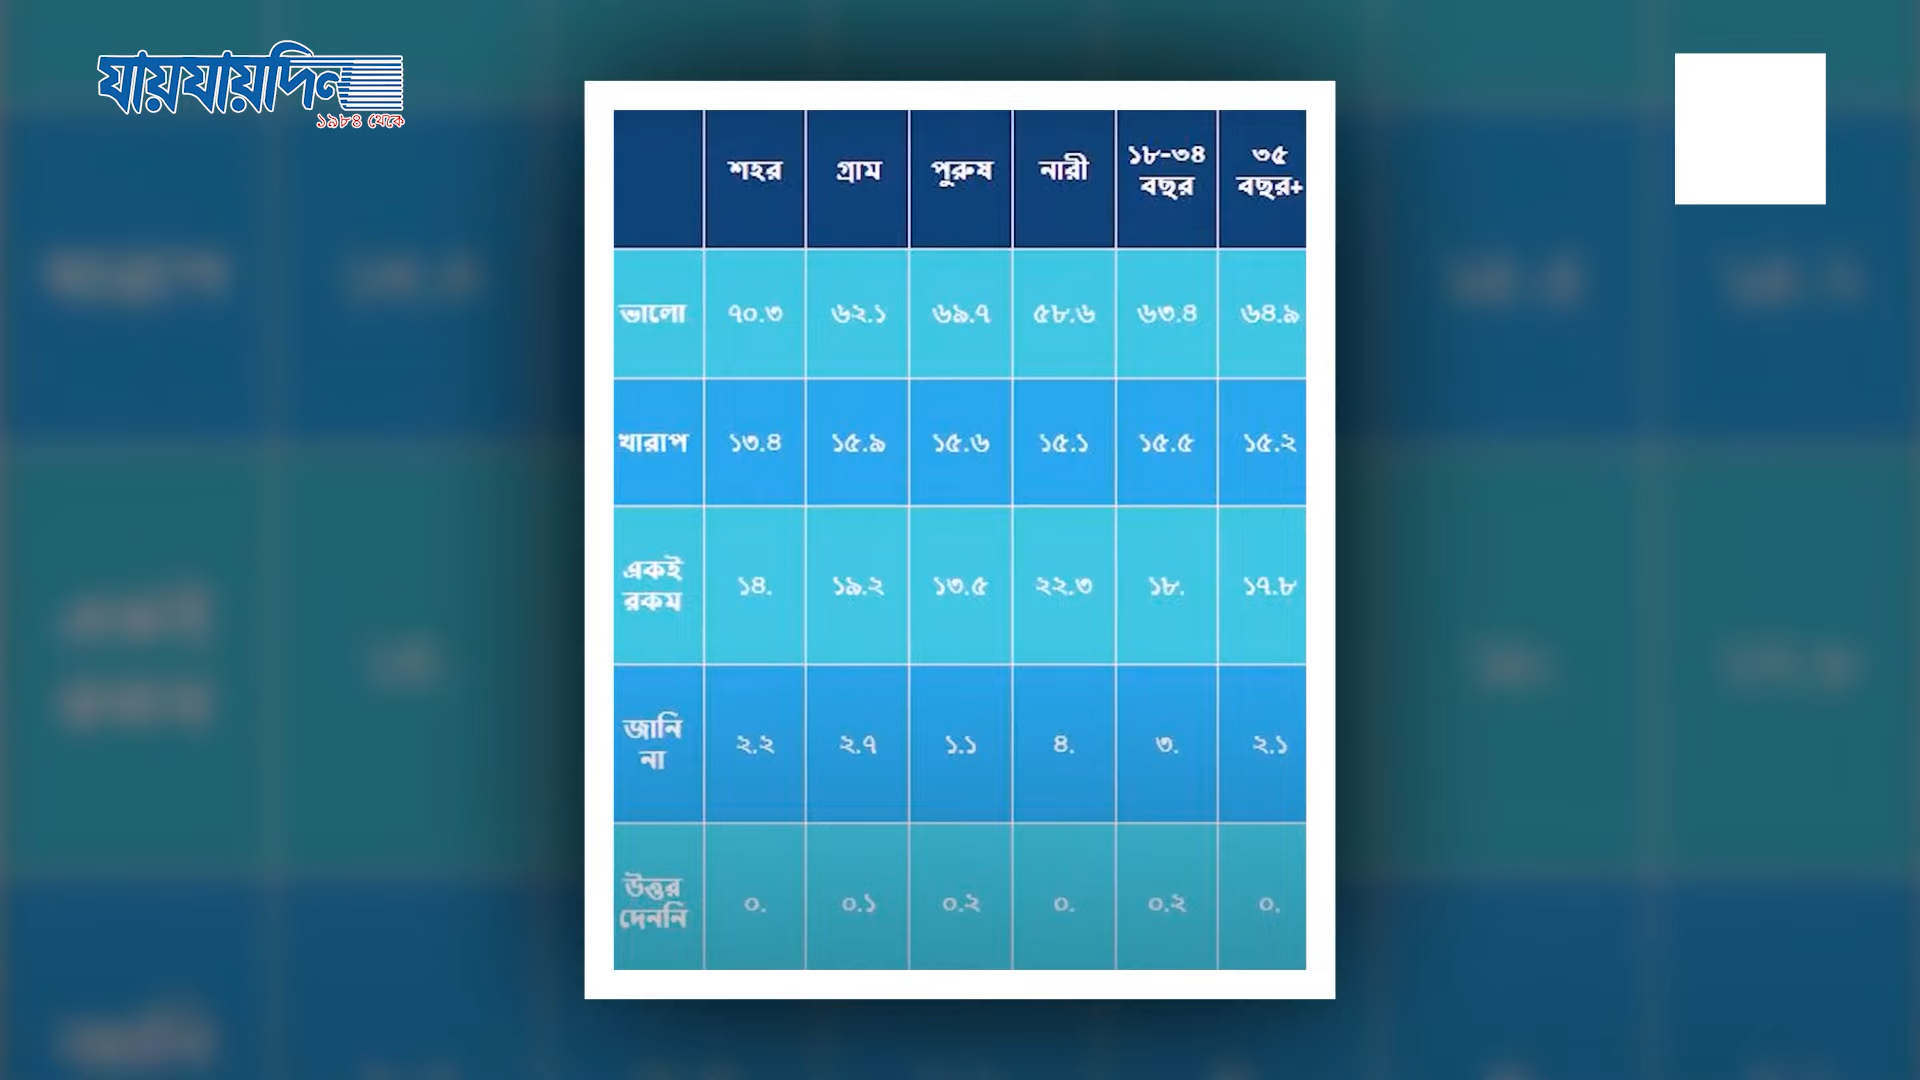 যায়যায়দিন
১৯৮৪ থেকে
শহর গ্রাম পুরুষ নারী ১৮-৩৪ বছর ৩৫ বছর+
ভালো ৭০.৩ ৬২.১ ৬৯.৭ ৫৮.৬ ৬৩.৪ ৬৪.৯
খারাপ ১৩.৪ ১৫.৯ ১৫.৬ ১৫.১ ১৫.৫ ১৫.২
একই রকম ১৪. ১৯.২ ১৩.৫ ২২.৩ ১৮. ১৭.৮
জানি না ২.২ ২.৭ ১.১ ৪. ৩. ২.১
উত্তর দেননি ০. ০.১ ০.২ ০. ০.২ ০.